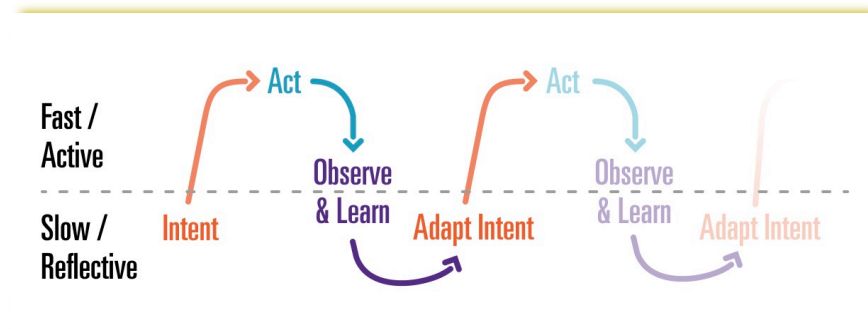 Act
Act
Fast /
Active
Observe
& Learn
Observe
& Learn
Slow /
Reflective
Intent
Adapt Intent
Adapt Intent